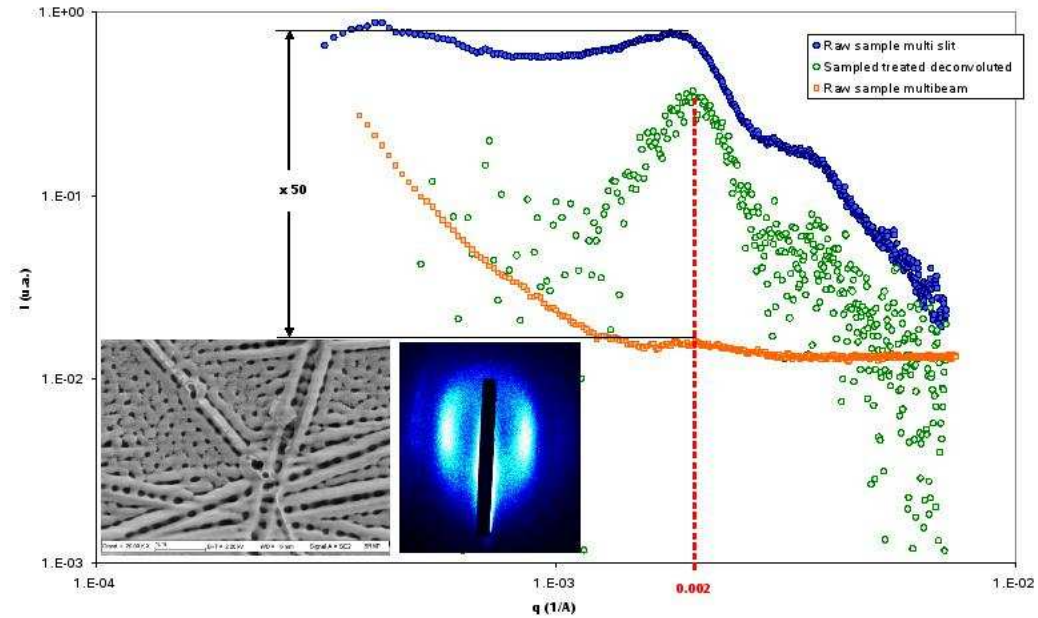 1.E+00
Raw sample multi slit
Sampled treated deconvoluted
Raw sample multibeam
x 50
1.E-01
I (u.a.)
1.E-02
1.E-03
1.E-04
1.E-03
0.002
1.E-02
q (1/A)